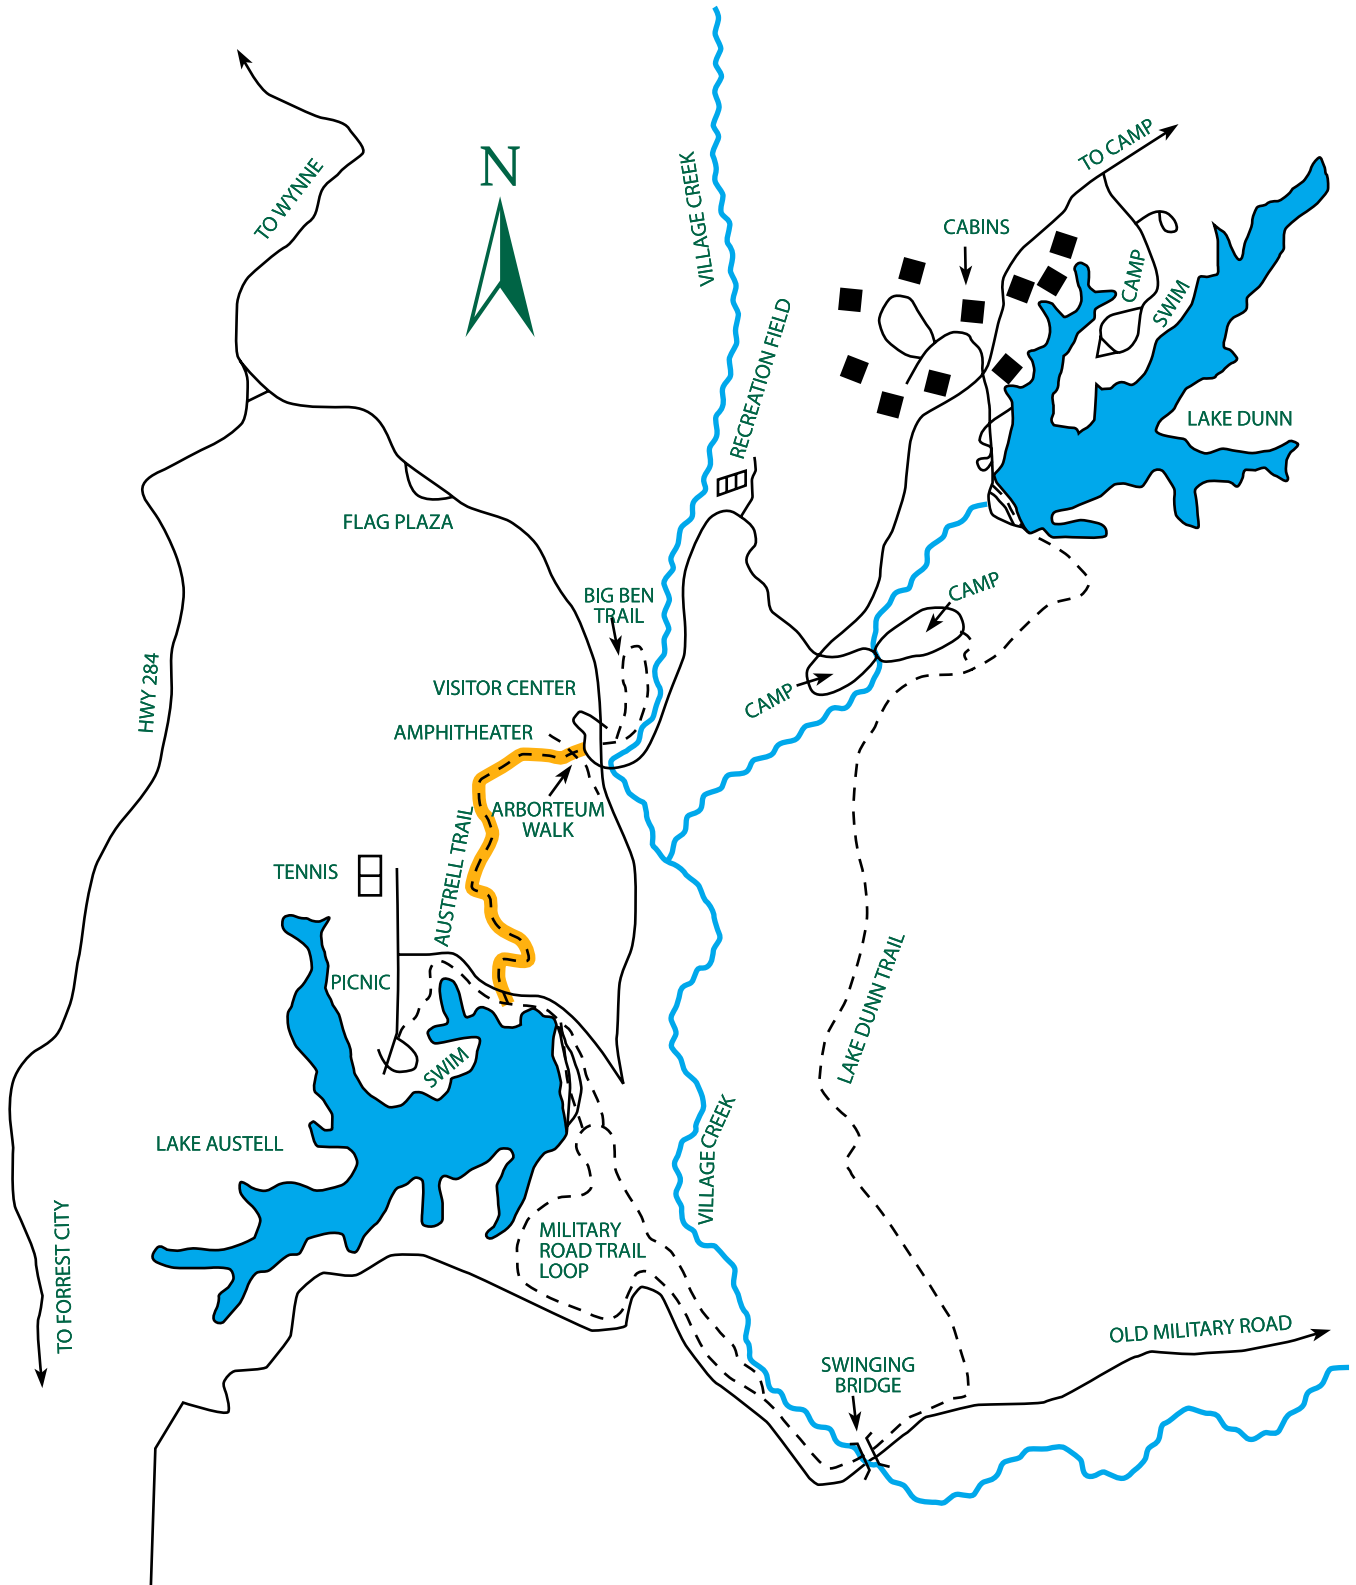 TO CAMP
N
VILLAGE CREEK
TO WYNNE
CABINS
CAMP
SWIM
RECREATION FIELD
LAKE DUNN
FLAG PLAZA
BIG BEN
TRAIL
CAMP
VISITOR CENTER
CAMP
HWY 284
AMPHITHEATER
ARBORTEUM
WALK
AUSTRELL TRAIL
TENNIS
PICNIC
LAKE DUNN TRAIL
SWIM
VILLAGE CREEK
LAKE AUSTELL
TO FORREST CITY
MILITARY
ROAD TRAIL
LOOP
OLD MILITARY ROAD
SWINGING
BRIDGE